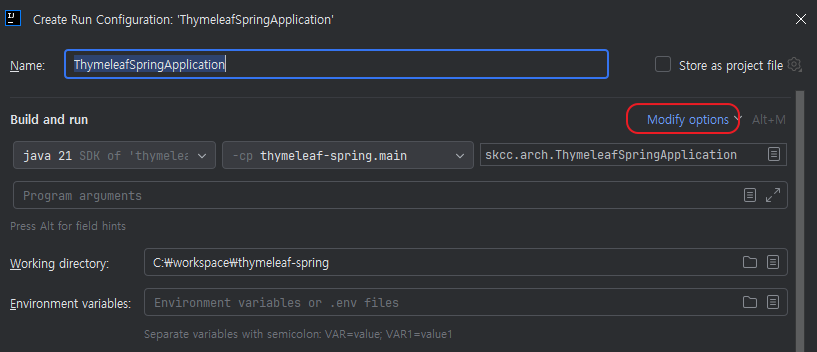 IJ
Create Run Configuration: 'ThymeleafSpringApplication'
Name: ThymeleafSpringApplication Store as project file
Build and run Modify options Alt+M
java 21 SDK of 'thymelea -cp thymeleaf-spring.main skcc.arch.ThymeleafSpringApplication
Program arguments
Press Alt for field hints
Working directory: C:₩workspace₩thymeleaf-spring
Environment variables: Environment variables or .env files
Separate variables with semicolon: VAR=value; VAR1=value1